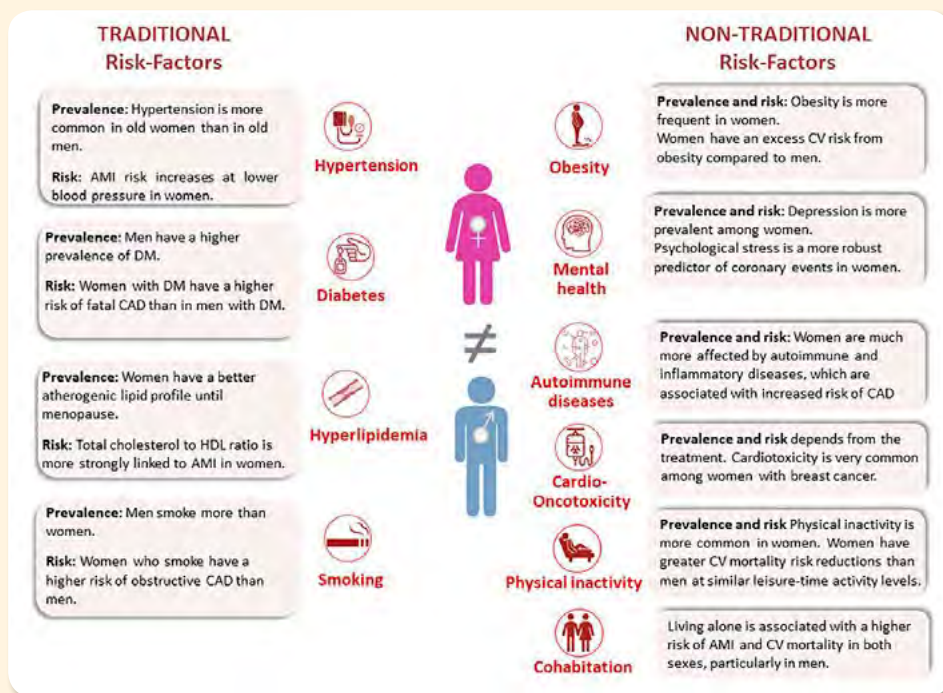 TRADITIONAL
Risk-Factors
Prevalence: Hypertension is more
common in old women than in old
men.
Risk: AMI risk increases at lower
blood pressure in women.
Hypertension
Prevalence: Men have a higher
prevalence of DM.
Risk: Women with DM have a higher
risk of fatal CAD than in men with DM.
Diabetes
Prevalence: Women have a better
atherogenic lipid profile until
menopause.
Risk: Total cholesterol to HDL ratio is
more strongly linked to AMI in women.
Hyperlipidemia
Prevalence: Men smoke more than
women.
Risk: Women who smoke have a
higher risk of obstructive CAD than
men.
Smoking
≠
NON-TRADITIONAL
Risk-Factors
Obesity
Prevalence and risk: Obesity is more
frequent in women.
Women have an excess CV risk from
obesity compared to men.
Mental
health
Prevalence and risk: Depression is more
prevalent among women.
Psychological stress is a more robust
predictor of coronary events in women.
Autoimmune
diseases
Prevalence and risk: Women are much
more affected by autoimmune and
inflammatory diseases, which are
associated with increased risk of CAD
Cardio-
Oncotoxicity
Prevalence and risk depends from the
treatment. Cardiotoxicity is very common
among women with breast cancer.
Physical inactivity
Prevalence and risk Physical inactivity is
more common in women. Women have
greater CV mortality risk reductions than
men at similar leisure-time activity levels.
Cohabitation
Living alone is associated with a higher
risk of AMI and CV mortality in both
sexes, particularly in men.